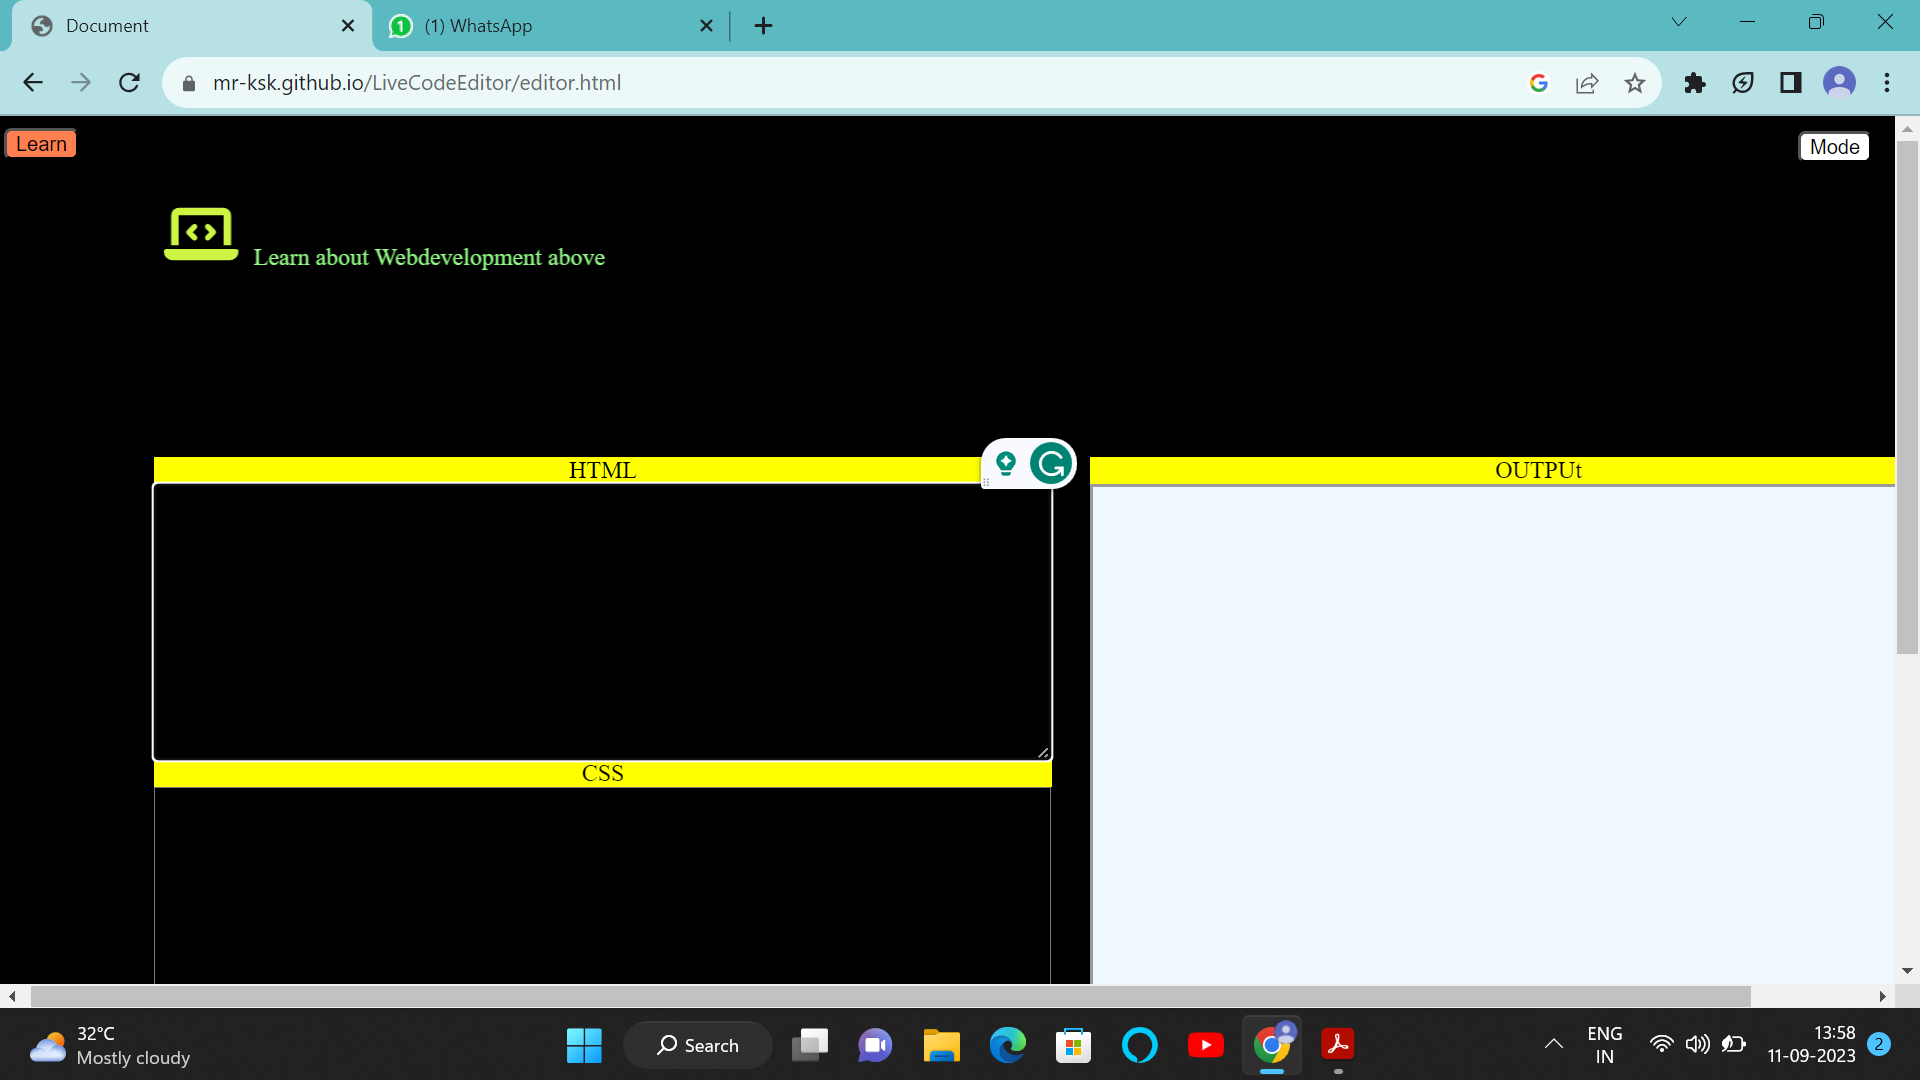 Document
(1) WhatsApp
mr-ksk.github.io/LiveCodeEditor/editor.html
Learn
Mode
Learn about Webdevelopment above
HTML
OUTPUt
CSS
32°C
Mostly cloudy
Search
ENG
IN
13:58
11-09-2023
2